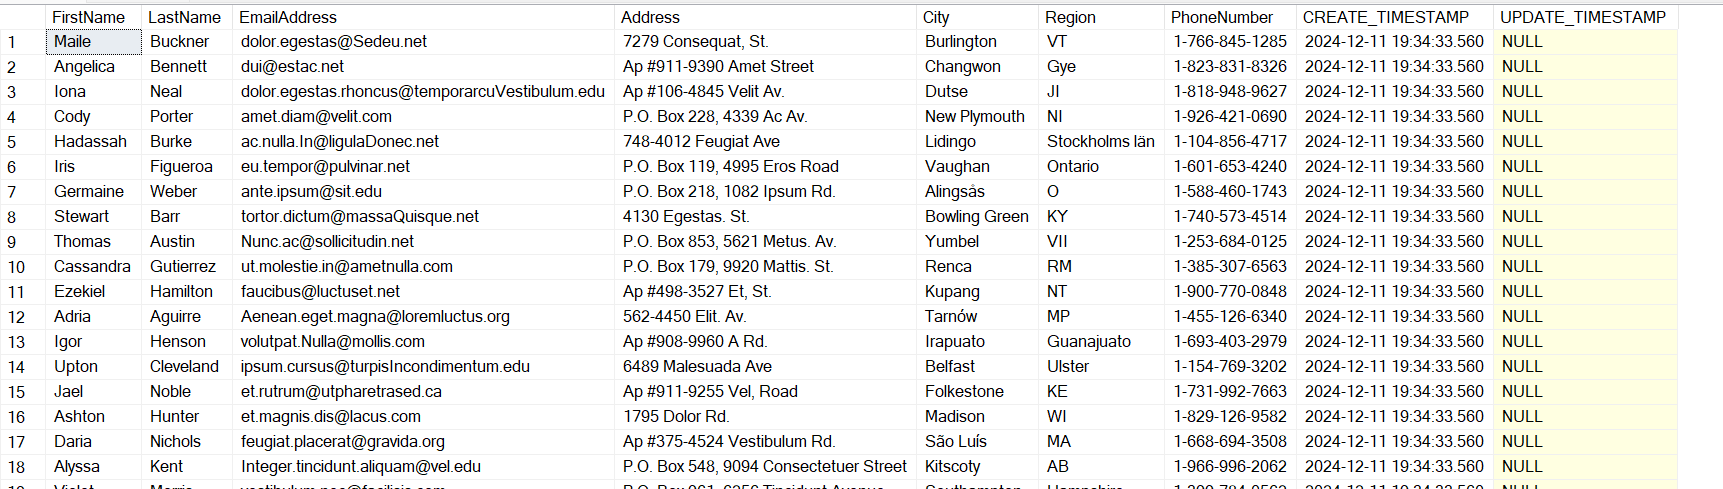 FirstName LastName EmailAddress Address City Region PhoneNumber CREATE_TIMESTAMP UPDATE_TIMESTAMP
1 Maile Buckner dolor.egestas@Sedeu.net 7279 Consequat, St. Burlington VT 1-766-845-1285 2024-12-11 19:34:33.560 NULL
2 Angelica Bennett dui@estac.net Ap #911-9390 Amet Street Changwon Gye 1-823-831-8326 2024-12-11 19:34:33.560 NULL
3 Iona Neal dolor.egestas.rhoncus@temporarcuVestibulum.edu Ap #106-4845 Velit Av. Dutse JI 1-818-948-9627 2024-12-11 19:34:33.560 NULL
4 Cody Porter amet.diam@velit.com P.O. Box 228, 4339 Ac Av. New Plymouth NI 1-926-421-0690 2024-12-11 19:34:33.560 NULL
5 Hadassah Burke ac.nulla.In@ligulaDonec.net 748-4012 Feugiat Ave Lidingo Stockholms län 1-104-856-4717 2024-12-11 19:34:33.560 NULL
6 Iris Figueroa eu.tempor@pulvinar.net P.O. Box 119, 4995 Eros Road Vaughan Ontario 1-601-653-4240 2024-12-11 19:34:33.560 NULL
7 Germaine Weber ante.ipsum@sit.edu P.O. Box 218, 1082 Ipsum Rd. Alingsås O 1-588-460-1743 2024-12-11 19:34:33.560 NULL
8 Stewart Barr tortor.dictum@massaQuisque.net 4130 Egestas. St. Bowling Green KY 1-740-573-4514 2024-12-11 19:34:33.560 NULL
9 Thomas Austin Nunc.ac@sollicitudin.net P.O. Box 853, 5621 Metus. Av. Yumbel VII 1-253-684-0125 2024-12-11 19:34:33.560 NULL
10 Cassandra Gutierrez ut.molestie.in@ametnulla.com P.O. Box 179, 9920 Mattis. St. Renca RM 1-385-307-6563 2024-12-11 19:34:33.560 NULL
11 Ezekiel Hamilton faucibus@luctuset.net Ap #498-3527 Et, St. Kupang NT 1-900-770-0848 2024-12-11 19:34:33.560 NULL
12 Adria Aguirre Aenean.eget.magna@loremluctus.org 562-4450 Elit. Av. Tarnów MP 1-455-126-6340 2024-12-11 19:34:33.560 NULL
13 Igor Henson volutpat.Nulla@mollis.com Ap #908-9960 A Rd. Irapuato Guanajuato 1-693-403-2979 2024-12-11 19:34:33.560 NULL
14 Upton Cleveland ipsum.cursus@turpisIncondimentum.edu 6489 Malesuada Ave Belfast Ulster 1-154-769-3202 2024-12-11 19:34:33.560 NULL
15 Jael Noble et.rutrum@utpharetrased.ca Ap #911-9255 Vel, Road Folkestone KE 1-731-992-7663 2024-12-11 19:34:33.560 NULL
16 Ashton Hunter et.magnis.dis@lacus.com 1795 Dolor Rd. Madison WI 1-829-126-9582 2024-12-11 19:34:33.560 NULL
17 Daria Nichols feugiat.placerat@gravida.org Ap #375-4524 Vestibulum Rd. São Luís MA 1-668-694-3508 2024-12-11 19:34:33.560 NULL
18 Alyssa Kent Integer.tincidunt.aliquam@vel.edu P.O. Box 548, 9094 Consectetuer Street Kitscoty AB 1-966-996-2062 2024-12-11 19:34:33.560 NULL